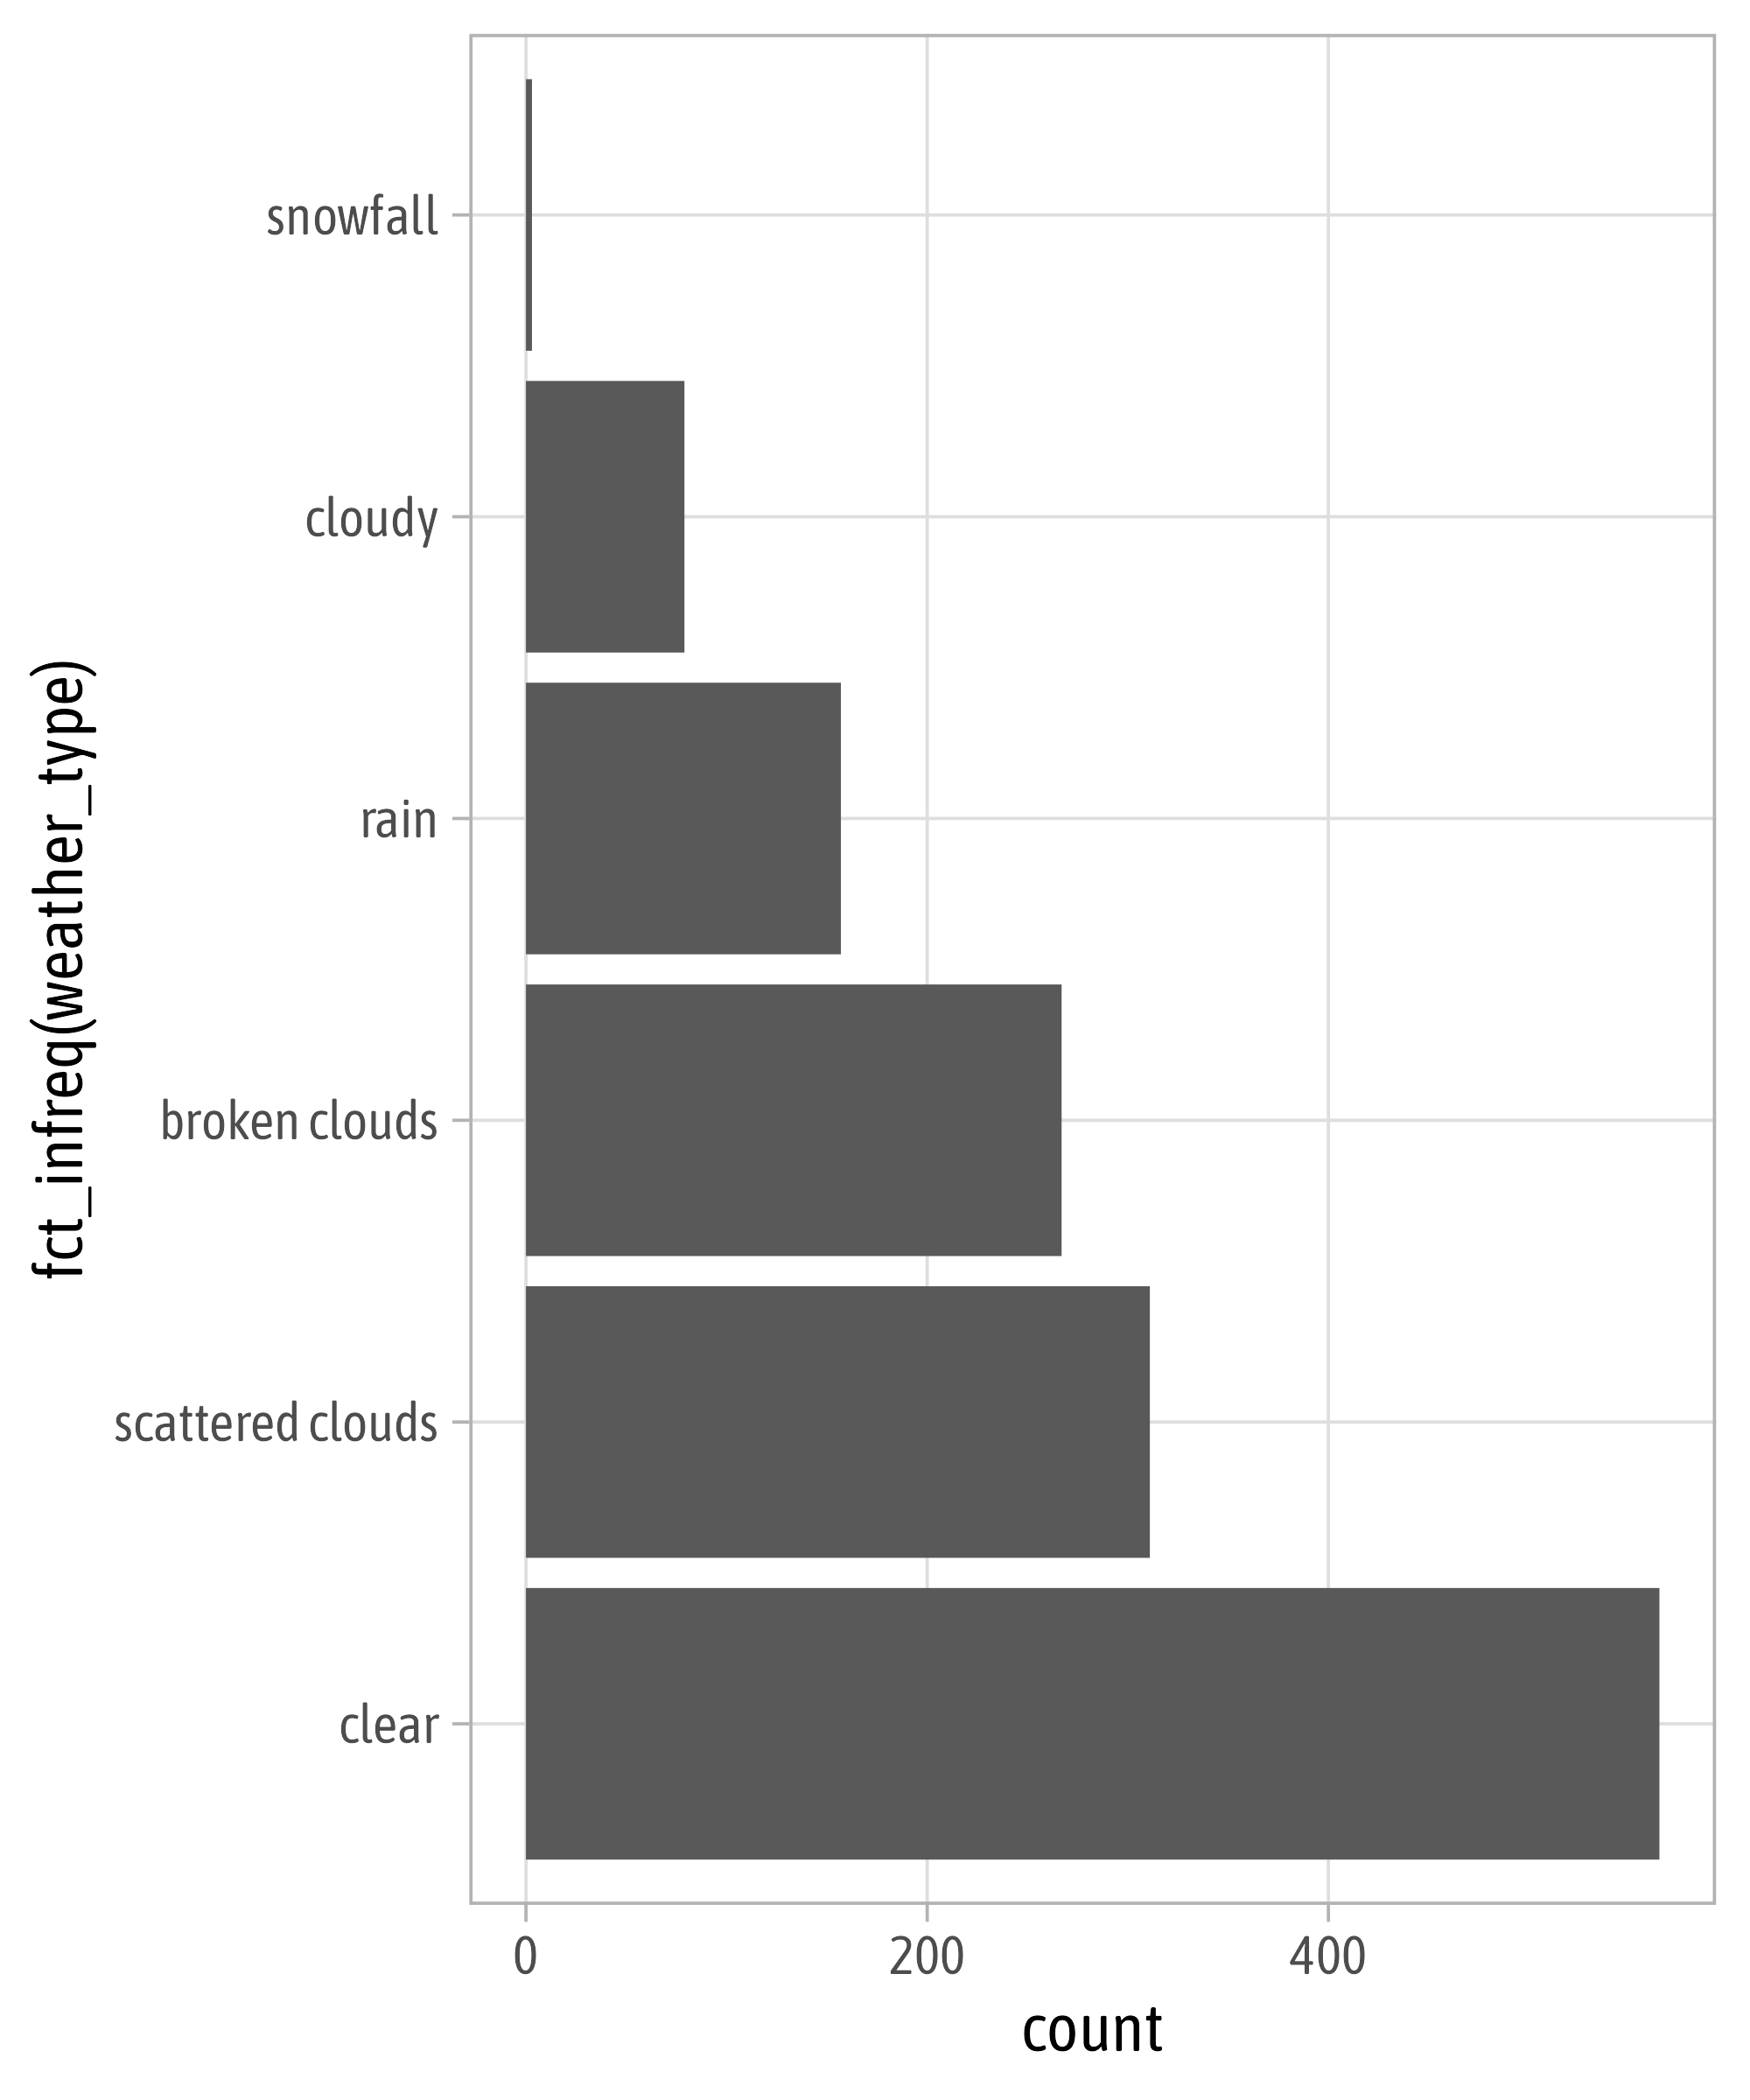 fct_infreq(weather_type)
snowfall
cloudy
rain
broken clouds
scattered clouds
clear
0 200 400
count